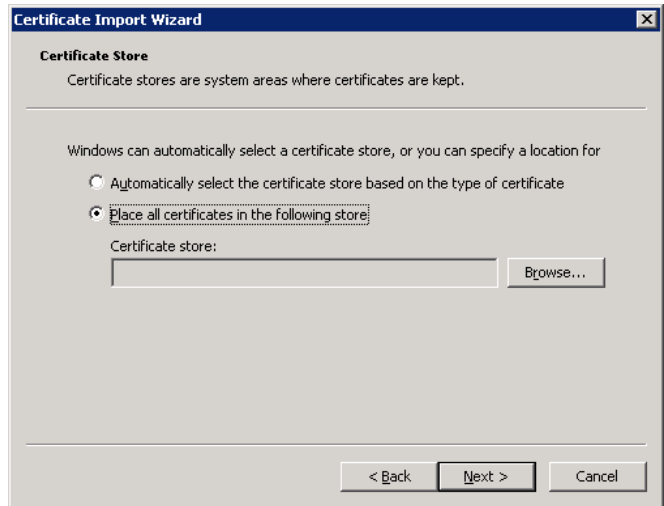 Certificate Import Wizard
Certificate Store
Certificate stores are system areas where certificates are kept.
Windows can automatically select a certificate store, or you can specify a location for
Automatically select the certificate store based on the type of certificate
Place all certificates in the following store
Certificate store:
Browse...
< Back Next > Cancel